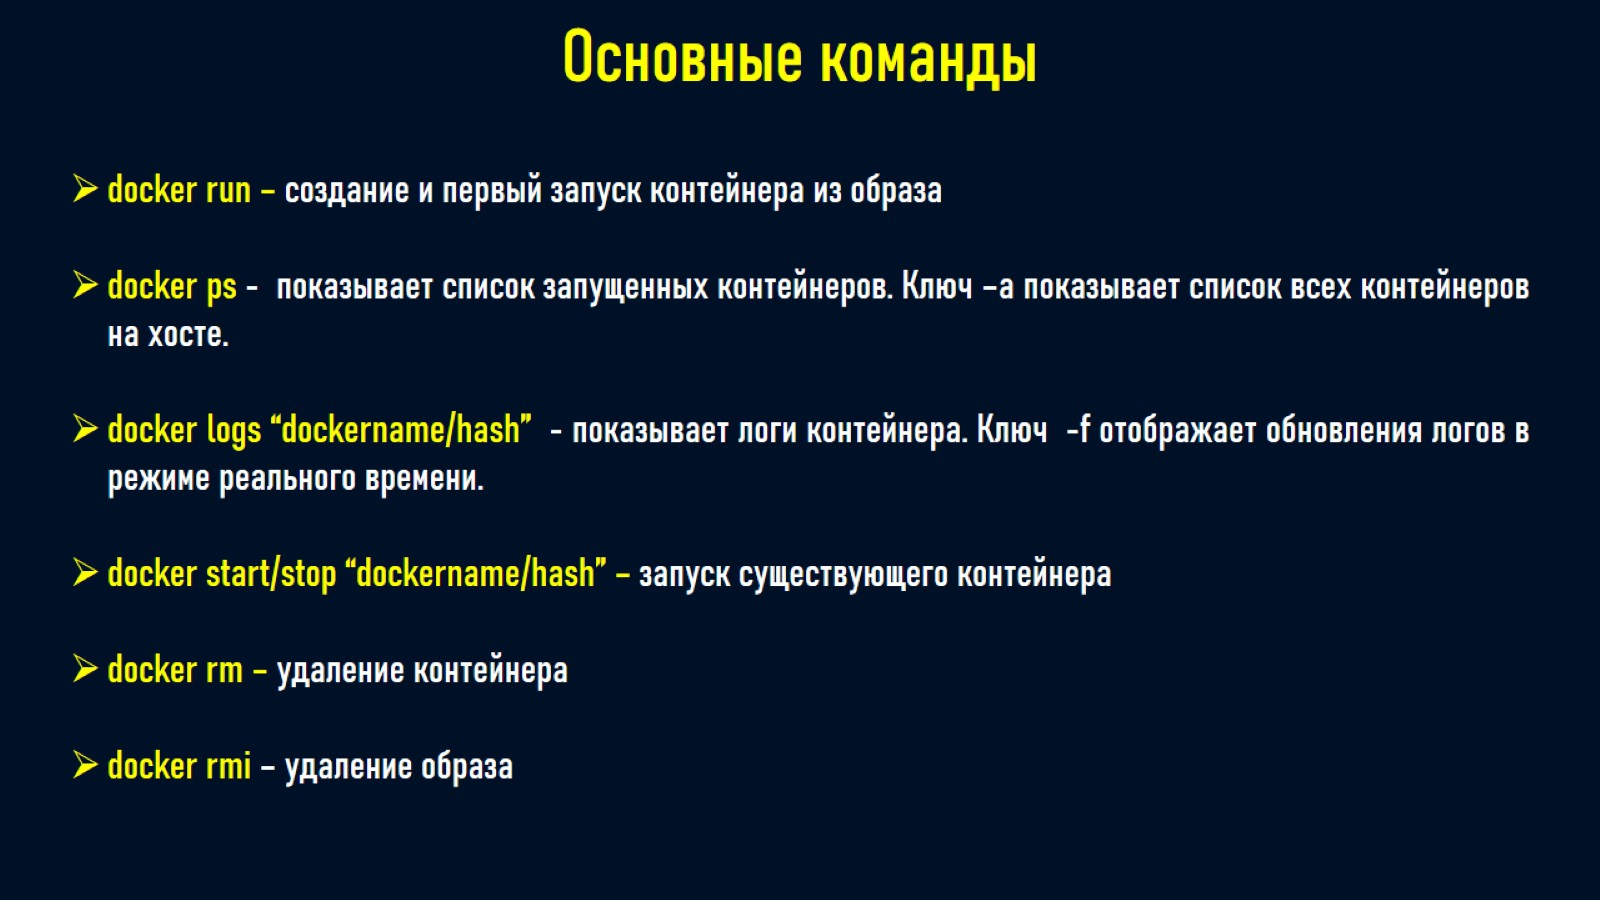 Основные команды
➢ docker run – создание и первый запуск контейнера из образа
➢ docker ps - показывает список запущенных контейнеров. Ключ –a показывает список всех контейнеров
на хосте.
➢ docker logs “dockername/hash” - показывает логи контейнера. Ключ -f отображает обновления логов в
режиме реального времени.
➢ docker start/stop “dockername/hash” – запуск существующего контейнера
➢ docker rm – удаление контейнера
➢ docker rmi – удаление образа